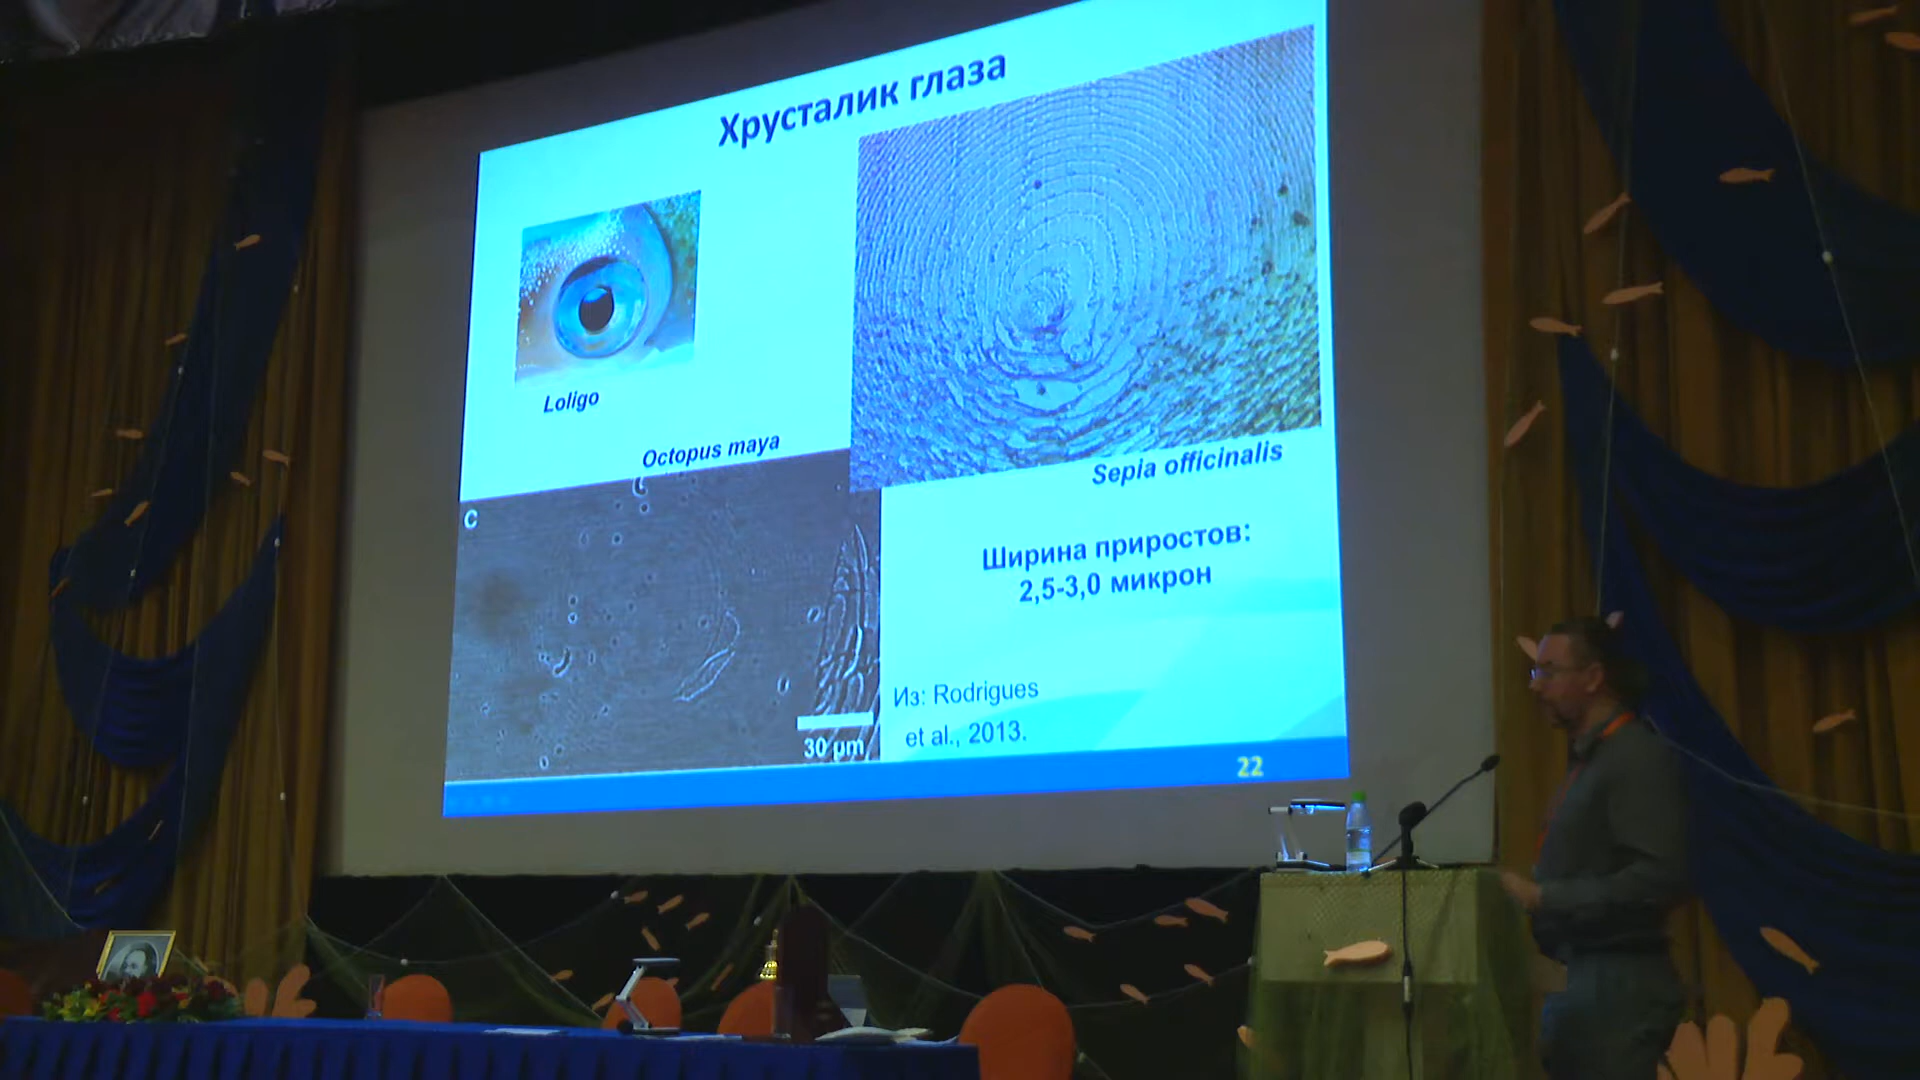 Хрусталик глаза
Loligo
Octopus maya
Sepia officinalis
C
30 µm
Ширина приростов:
2,5-3,0 микрон
Из: Rodrigues
et al., 2013.
22